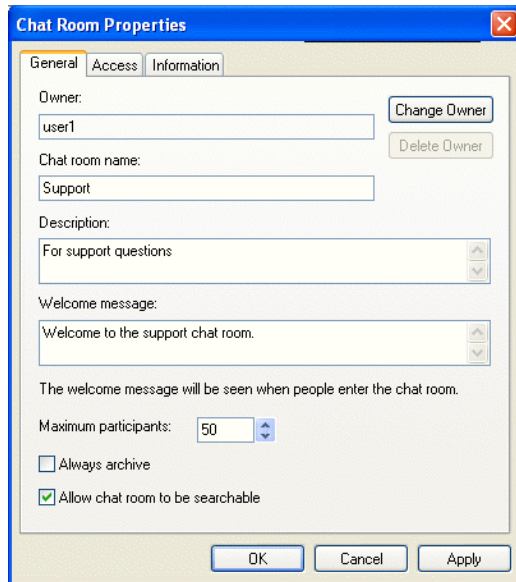 Chat Room Properties
General Access Information
Owner:
Change Owner
user1
Delete Owner
Chat room name:
Support
Description:
For support questions
Welcome message:
Welcome to the support chat room.
The welcome message will be seen when people enter the chat room.
Maximum participants: 50
Always archive
Allow chat room to be searchable
OK Cancel Apply